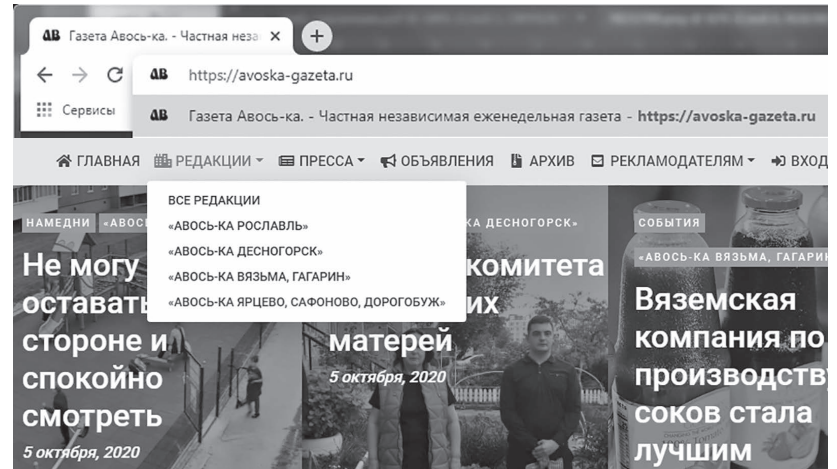 АВ Газета Авось-ка. - Частная неза
АВ https://avoska-gazeta.ru
Сервисы
АВ Газета Авось-ка. - Частная независимая еженедельная газета - https://avoska-gazeta.ru
ГЛАВНАЯ РЕДАКЦИИ ПРЕССА ОБЪЯВЛЕНИЯ АРХИВ РЕКЛАМОДАТЕЛЯМ ВХОД
ВСЕ РЕДАКЦИИ
«АВОСЬ-КА РОСЛАВЛЬ»
«АВОСЬ-КА ДЕСНОГОРСК»
«АВОСЬ-КА ВЯЗЬМА, ГАГАРИН»
«АВОСЬ-КА ЯРЦЕВО, САФОНОВО, ДОРОГОБУЖ»
НАМЕДНИ «АВОС
Не могу
оставать
стороне и
спокойно
смотреть
5 октября, 2020
КА ДЕСНОГОРСК»
комитета
их
матерей
5 октября, 2020
СОБЫТИЯ
«АВОСЬ-КА ВЯЗЬМА, ГАГАРИН
Вяземская
компания по
производств
соков стала
лучшим